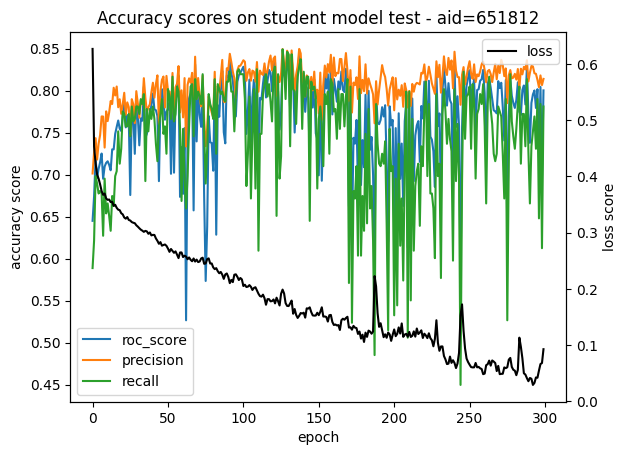 Accuracy scores on student model test - aid=651812
loss
0.85
0.80
0.75
0.70
0.65
0.60
0.55
0.50
0.45
accuracy score
0.6
0.5
0.4
0.3
0.2
0.1
0.0
loss score
roc_score
precision
recall
0 50 100 150 200 250 300
epoch